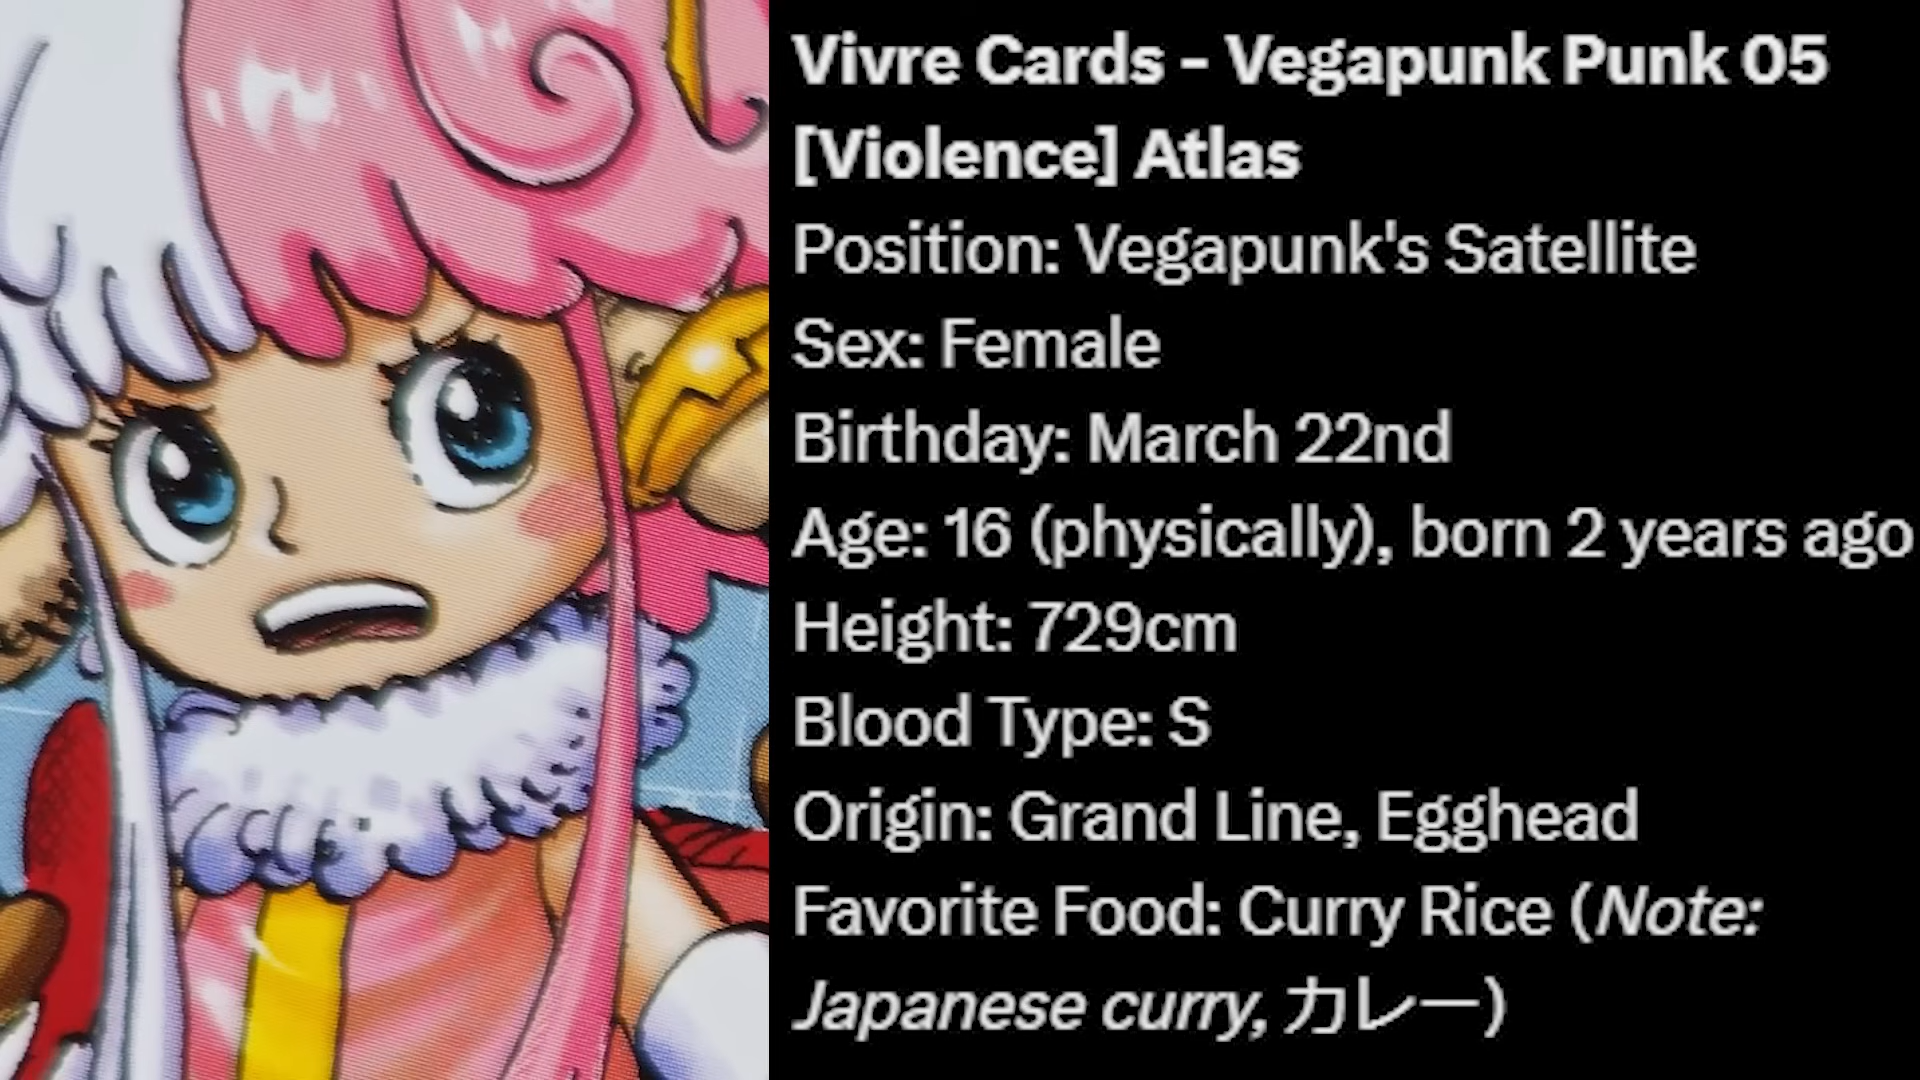 Vivre Cards – Vegapunk Punk 05
[Violence] Atlas
Position: Vegapunk's Satellite
Sex: Female
Birthday: March 22nd
Age: 16 (physically), born 2 years ago
Height: 729cm
Blood Type: S
Origin: Grand Line, Egghead
Favorite Food: Curry Rice (Note:
Japanese curry, カレー)